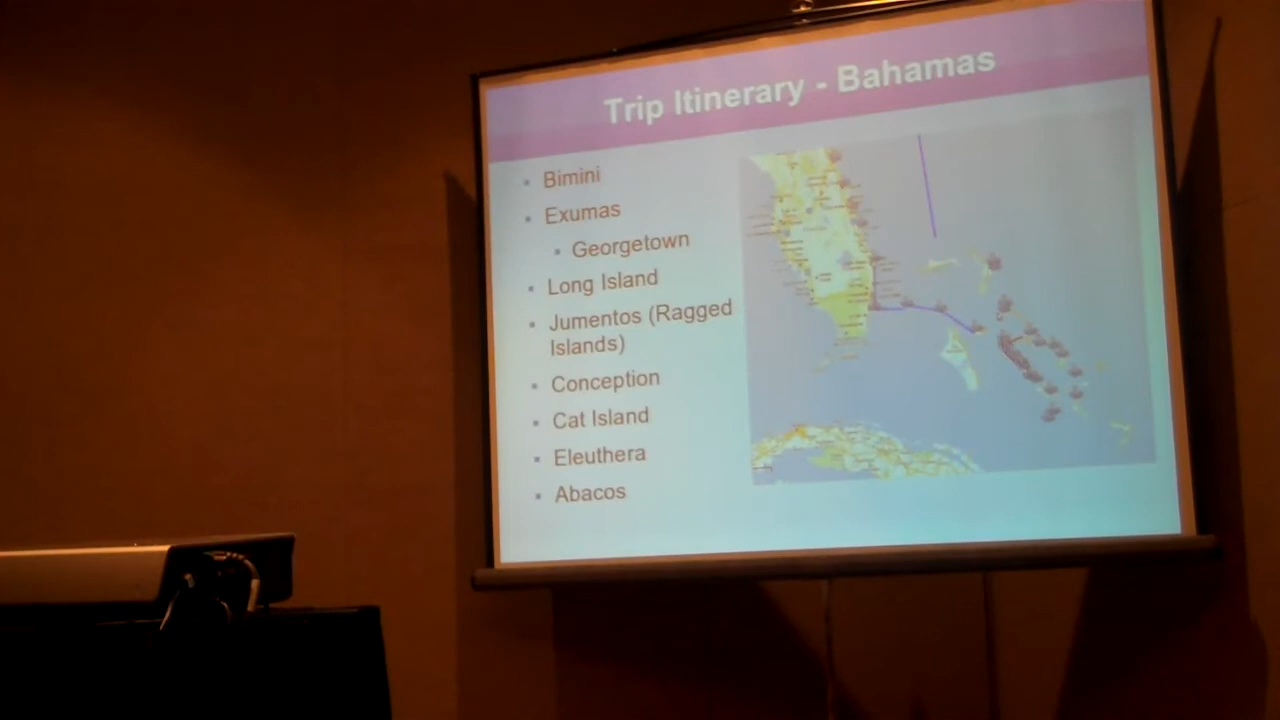 Trip Itinerary - Bahamas
Bimini
Exumas
Georgetown
Long Island
Jumentos (Ragged
Islands)
Conception
Cat Island
Eleuthera
Abacos